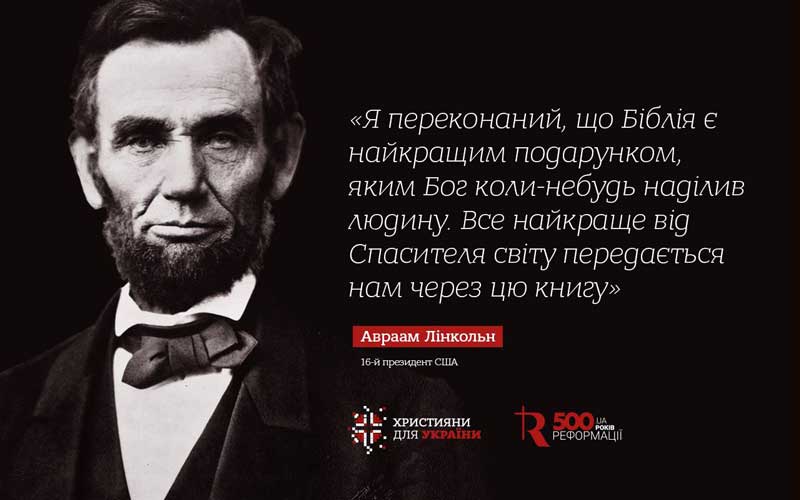 «Я переконаний, що Біблія є
найкращим подарунком,
яким Бог коли-небудь наділив
людину. Все найкраще від
Спасителя світу передається
нам через цю книгу»
Авраам Лінкольн
16-й президент США
ХРИСТИЯНИ
ДЛЯ УКРАЇНИ
R500.UA
РОКІВ
РЕФОРМАЦІЇ